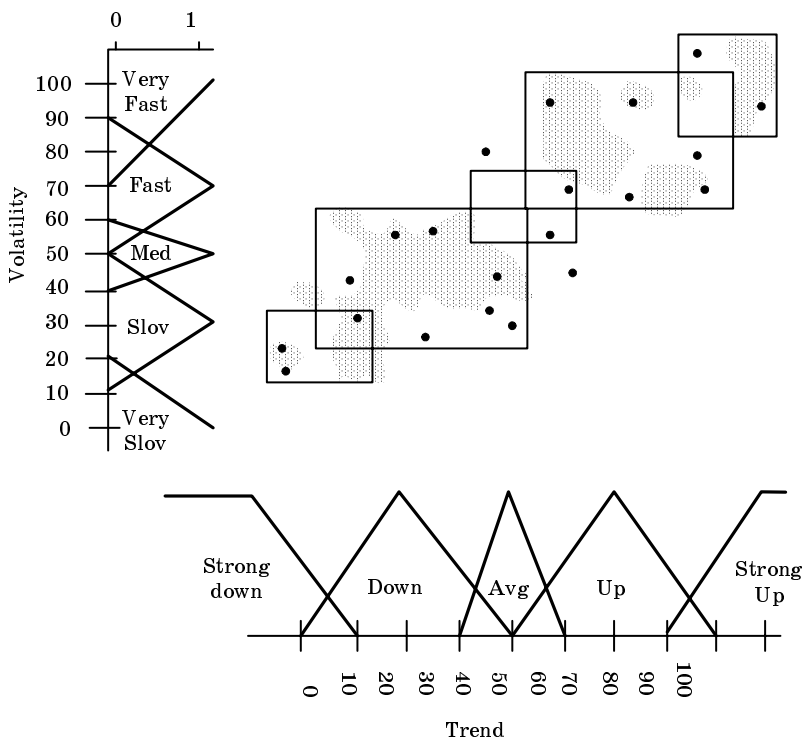 0 1
100
90
80
70
60
50
40
30
20
10
0
Volatility
Very
Fast
Fast
Med
Slov
Very
Slov
Strong
down
Down
Avg
Up
Strong
Up
0 10 20 30 40 50 60 70 80 90 100
Trend